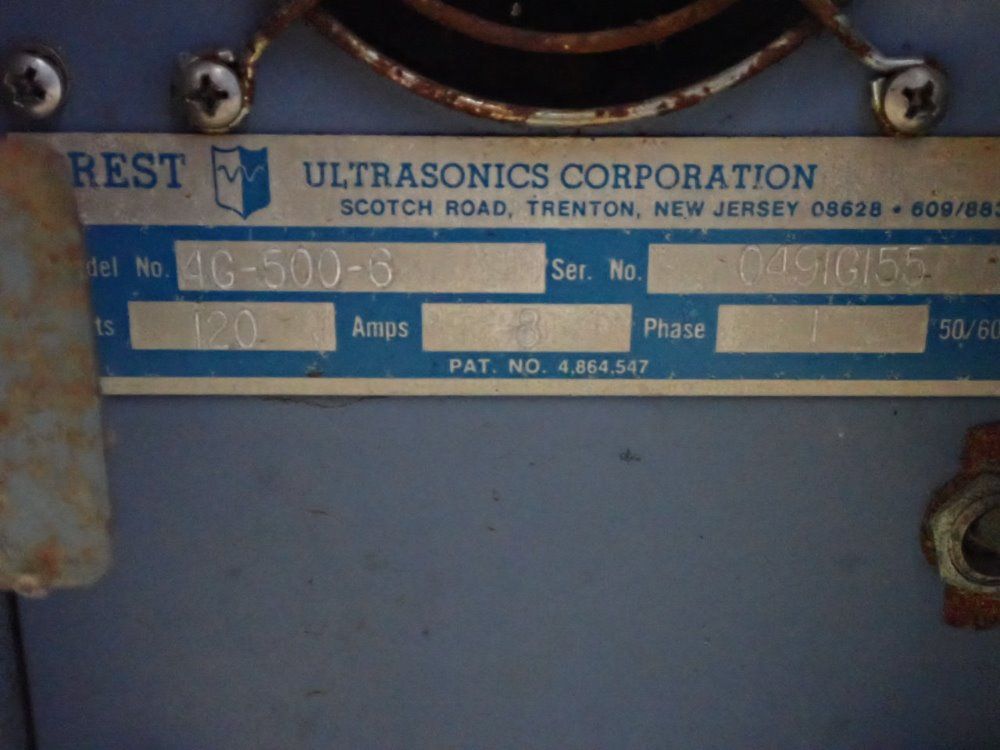 REST ULTRASONICS CORPORATION
SCOTCH ROAD, TRENTON, NEW JERSEY 08628 • 609/883
del No. 4G-500-6 Ser. No. 0491G155
ts 120 Amps 8 Phase 1 50/60
PAT. NO. 4,864,547